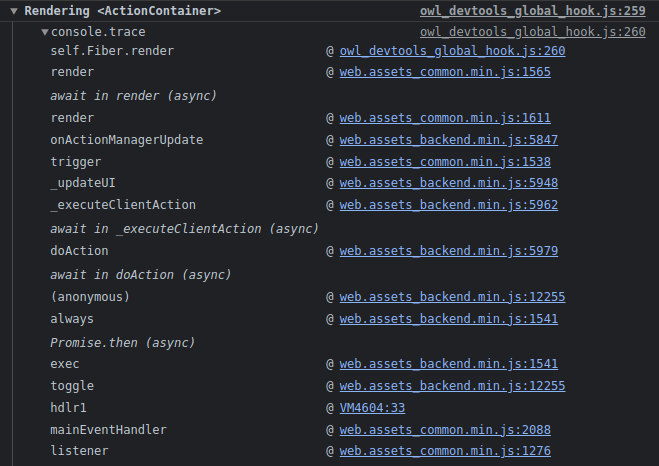 ▼ Rendering <ActionContainer> owl_devtools_global_hook.js:259
▼console.trace owl_devtools_global_hook.js:260
self.Fiber.render @ owl_devtools_global_hook.js:260
render @ web.assets_common.min.js:1565
await in render (async)
render @ web.assets_common.min.js:1611
onActionManagerUpdate @ web.assets_backend.min.js:5847
trigger @ web.assets_common.min.js:1538
_updateUI @ web.assets_backend.min.js:5948
_executeClientAction @ web.assets_backend.min.js:5962
await in _executeClientAction (async)
doAction @ web.assets_backend.min.js:5979
await in doAction (async)
(anonymous) @ web.assets_backend.min.js:12255
always @ web.assets_backend.min.js:1541
Promise.then (async)
exec @ web.assets_backend.min.js:1541
toggle @ web.assets_backend.min.js:12255
hdlr1 @ VM4604:33
mainEventHandler @ web.assets_common.min.js:2088
listener @ web.assets_common.min.js:1276